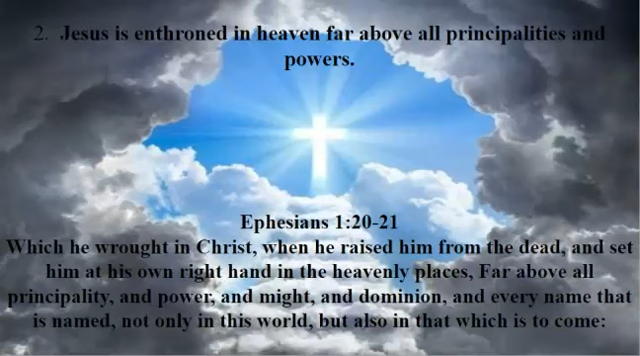 2. Jesus is enthroned in heaven far above all principalities and
powers.
Ephesians 1:20-21
Which he wrought in Christ, when he raised him from the dead, and set
him at his own right hand in the heavenly places, Far above all
principality, and power, and might, and dominion, and every name that
is named, not only in this world, but also in that which is to come: